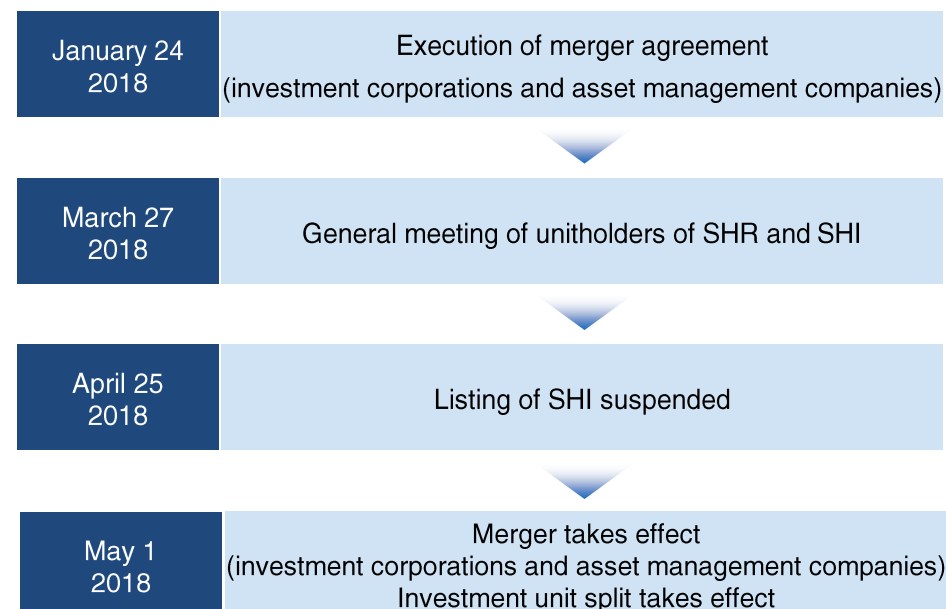 January 24
2018
Execution of merger agreement
(investment corporations and asset management companies)
March 27
2018
General meeting of unitholders of SHR and SHI
April 25
2018
Listing of SHI suspended
May 1
2018
Merger takes effect
(investment corporations and asset management companies)
Investment unit split takes effect